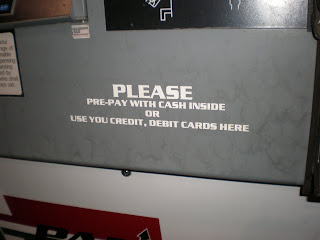 PLEASE
PRE-PAY WITH CASH INSIDE
OR
USE YOU CREDIT, DEBIT CARDS HERE